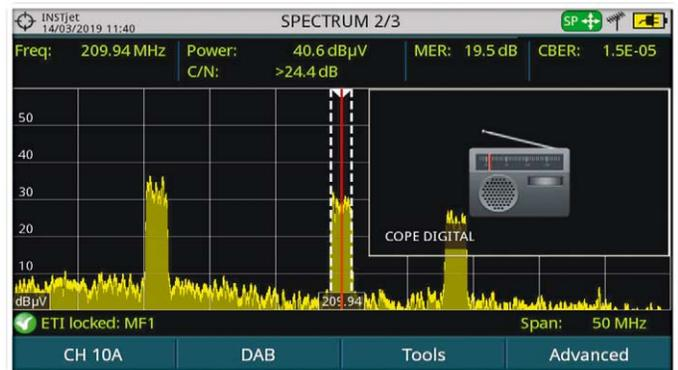 INSTjet
14/03/2019 11:40
SPECTRUM 2/3
SP
Freq: 209.94 MHz Power: 40.6 dBµV MER: 19.5 dB CBER: 1.5E-05
C/N: >24.4 dB
50
40
30
20
10
dBµV
209.94
COPE DIGITAL
ETI locked: MF1
Span: 50 MHz
CH 10A DAB Tools Advanced